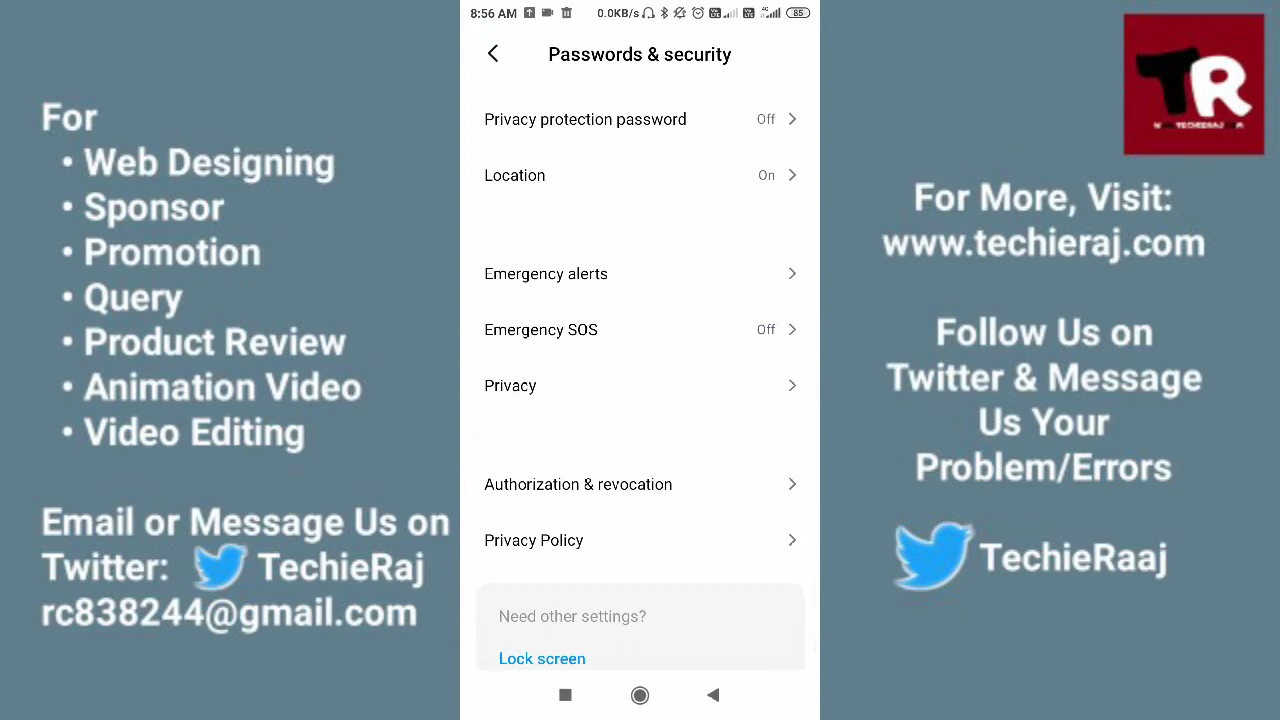 For
• Web Designing
• Sponsor
• Promotion
• Query
• Product Review
• Animation Video
• Video Editing
Email or Message Us on
Twitter: TechieRaj
rc838244@gmail.com
8:56 AM 0.0KB/s 4G 85
Passwords & security
Privacy protection password Off
Location On
Emergency alerts
Emergency SOS Off
Privacy
Authorization & revocation
Privacy Policy
Need other settings?
Lock screen
TR
For More, Visit:
www.techieraj.com
Follow Us on
Twitter & Message
Us Your
Problem/Errors
TechieRaaj